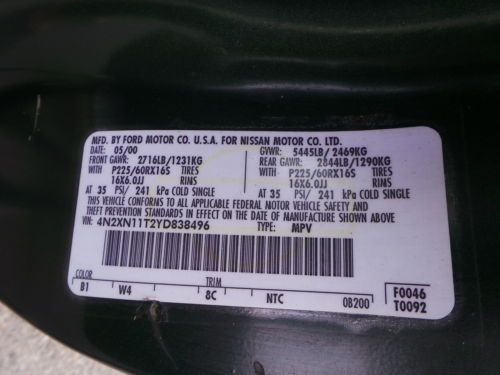 MFD. BY FORD MOTOR CO. U.S.A. FOR NISSAN MOTOR CO. LTD.
DATE: 05/00 GVWR: 5445LB/2469KG
FRONT GAWR: 2716LB/1231KG REAR GAWR: 2844LB/1290KG
WITH P225/60RX16S TIRES WITH P225/60RX16S TIRES
16X6.0JJ RINS 16X6.0JJ RINS
AT 35 PSI/ 241 kPa COLD SINGLE AT 35 PSI/ 241 kPa COLD SINGLE
THIS VEHICLE CONFORMS TO ALL APPLICABLE FEDERAL MOTOR VEHICLE SAFETY AND
THEFT PREVENTION STANDARDS IN EFFECT ON THE DATE OF MANUFACTURE SHOWN ABOVE.
VIN: 4N2XN11T2YD838496 TYPE: MPV
COLOR TRIM
B1 W4 8C NTC 0B200
F0046
T0092